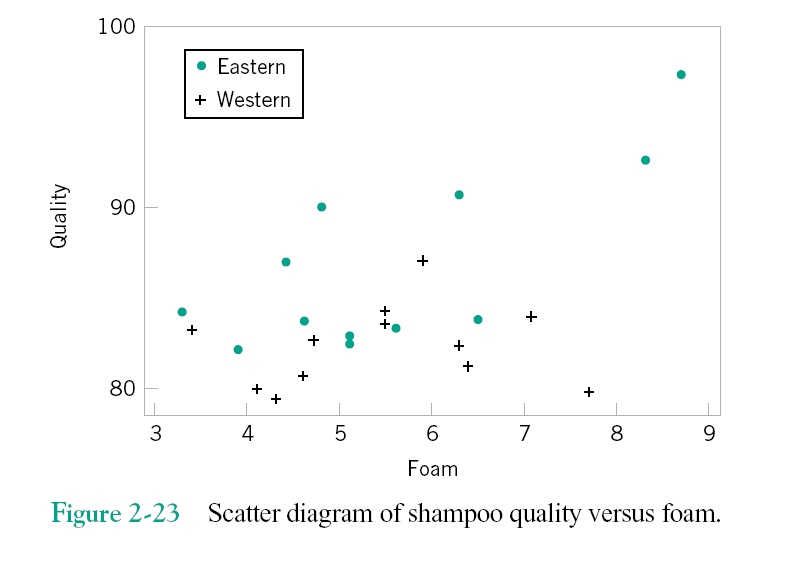 100
Eastern
Western
90
Quality
80
3 4 5 6 7 8 9
Foam
Figure 2-23 Scatter diagram of shampoo quality versus foam.